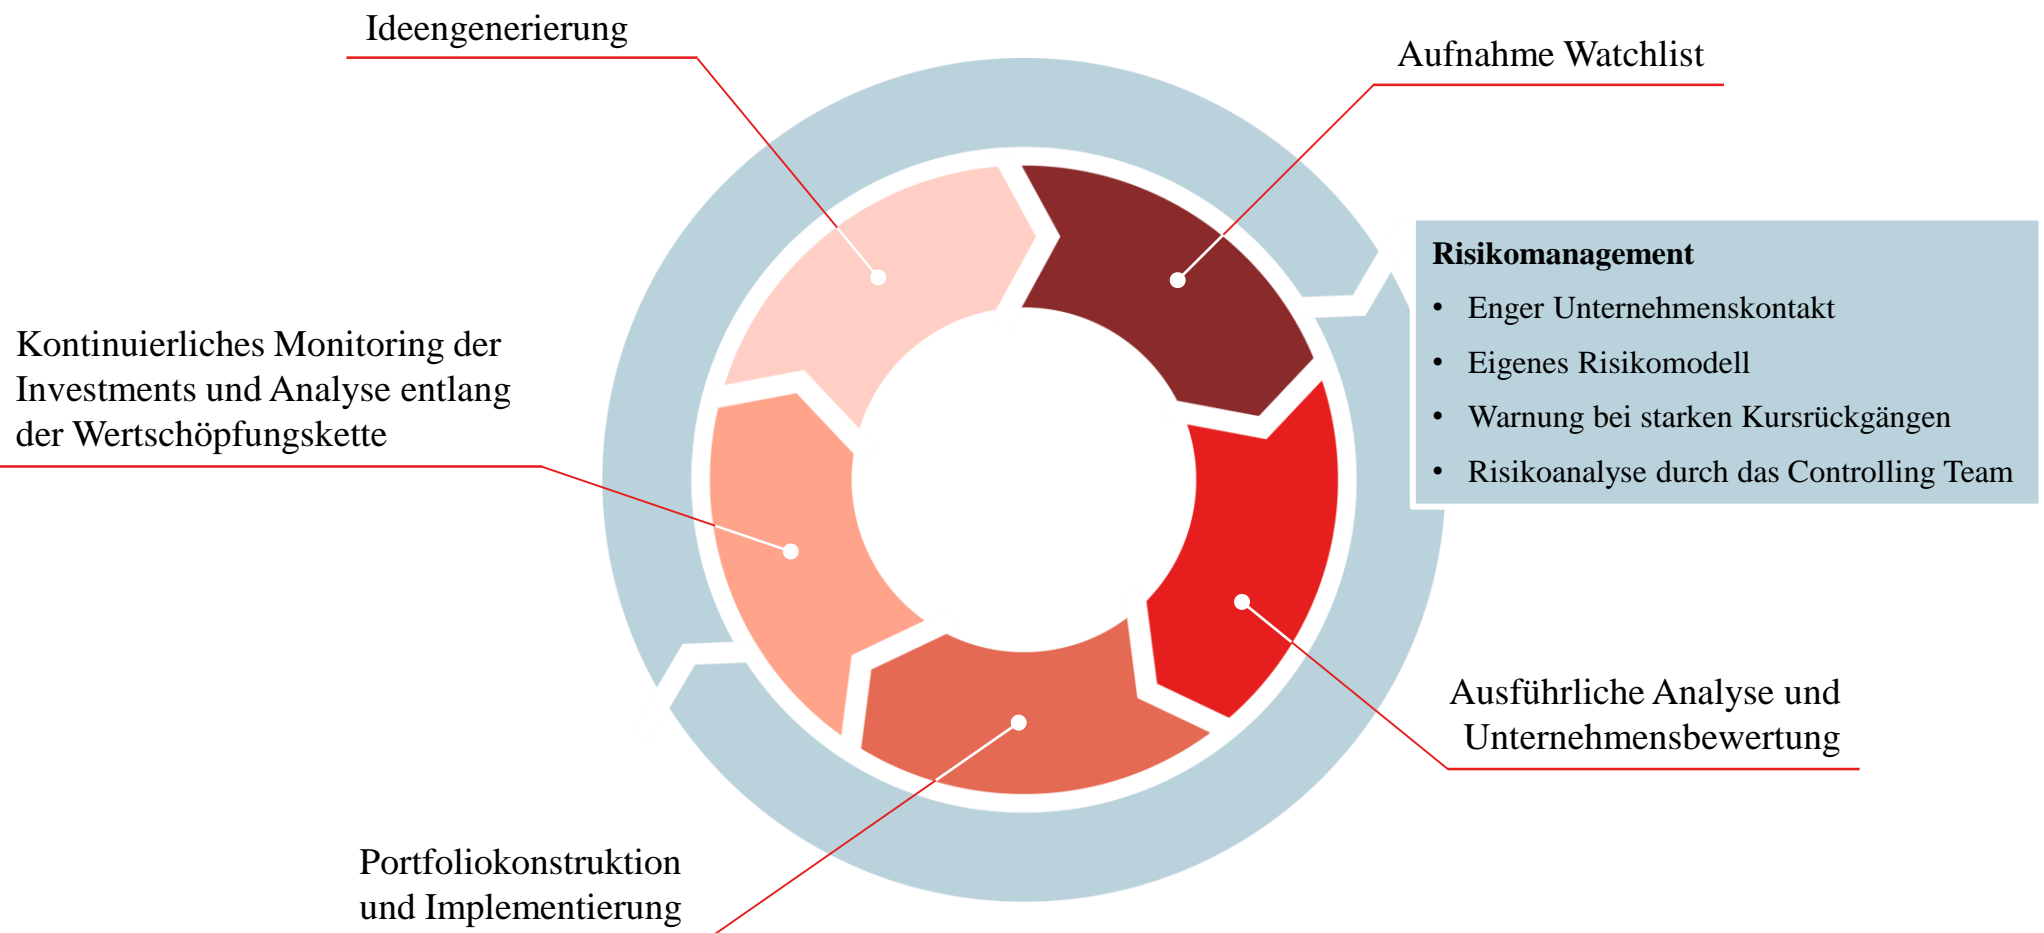 Ideengenerierung
Aufnahme Watchlist
Risikomanagement
• Enger Unternehmenskontakt
• Eigenes Risikomodell
• Warnung bei starken Kursrückgängen
• Risikoanalyse durch das Controlling Team
Kontinuierliches Monitoring der
Investments und Analyse entlang
der Wertschöpfungskette
Ausführliche Analyse und
Unternehmensbewertung
Portfoliokonstruktion
und Implementierung